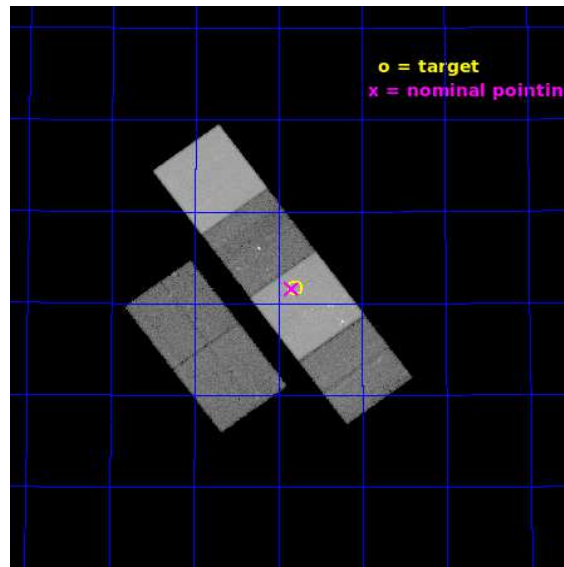 o = target
x = nominal pointin